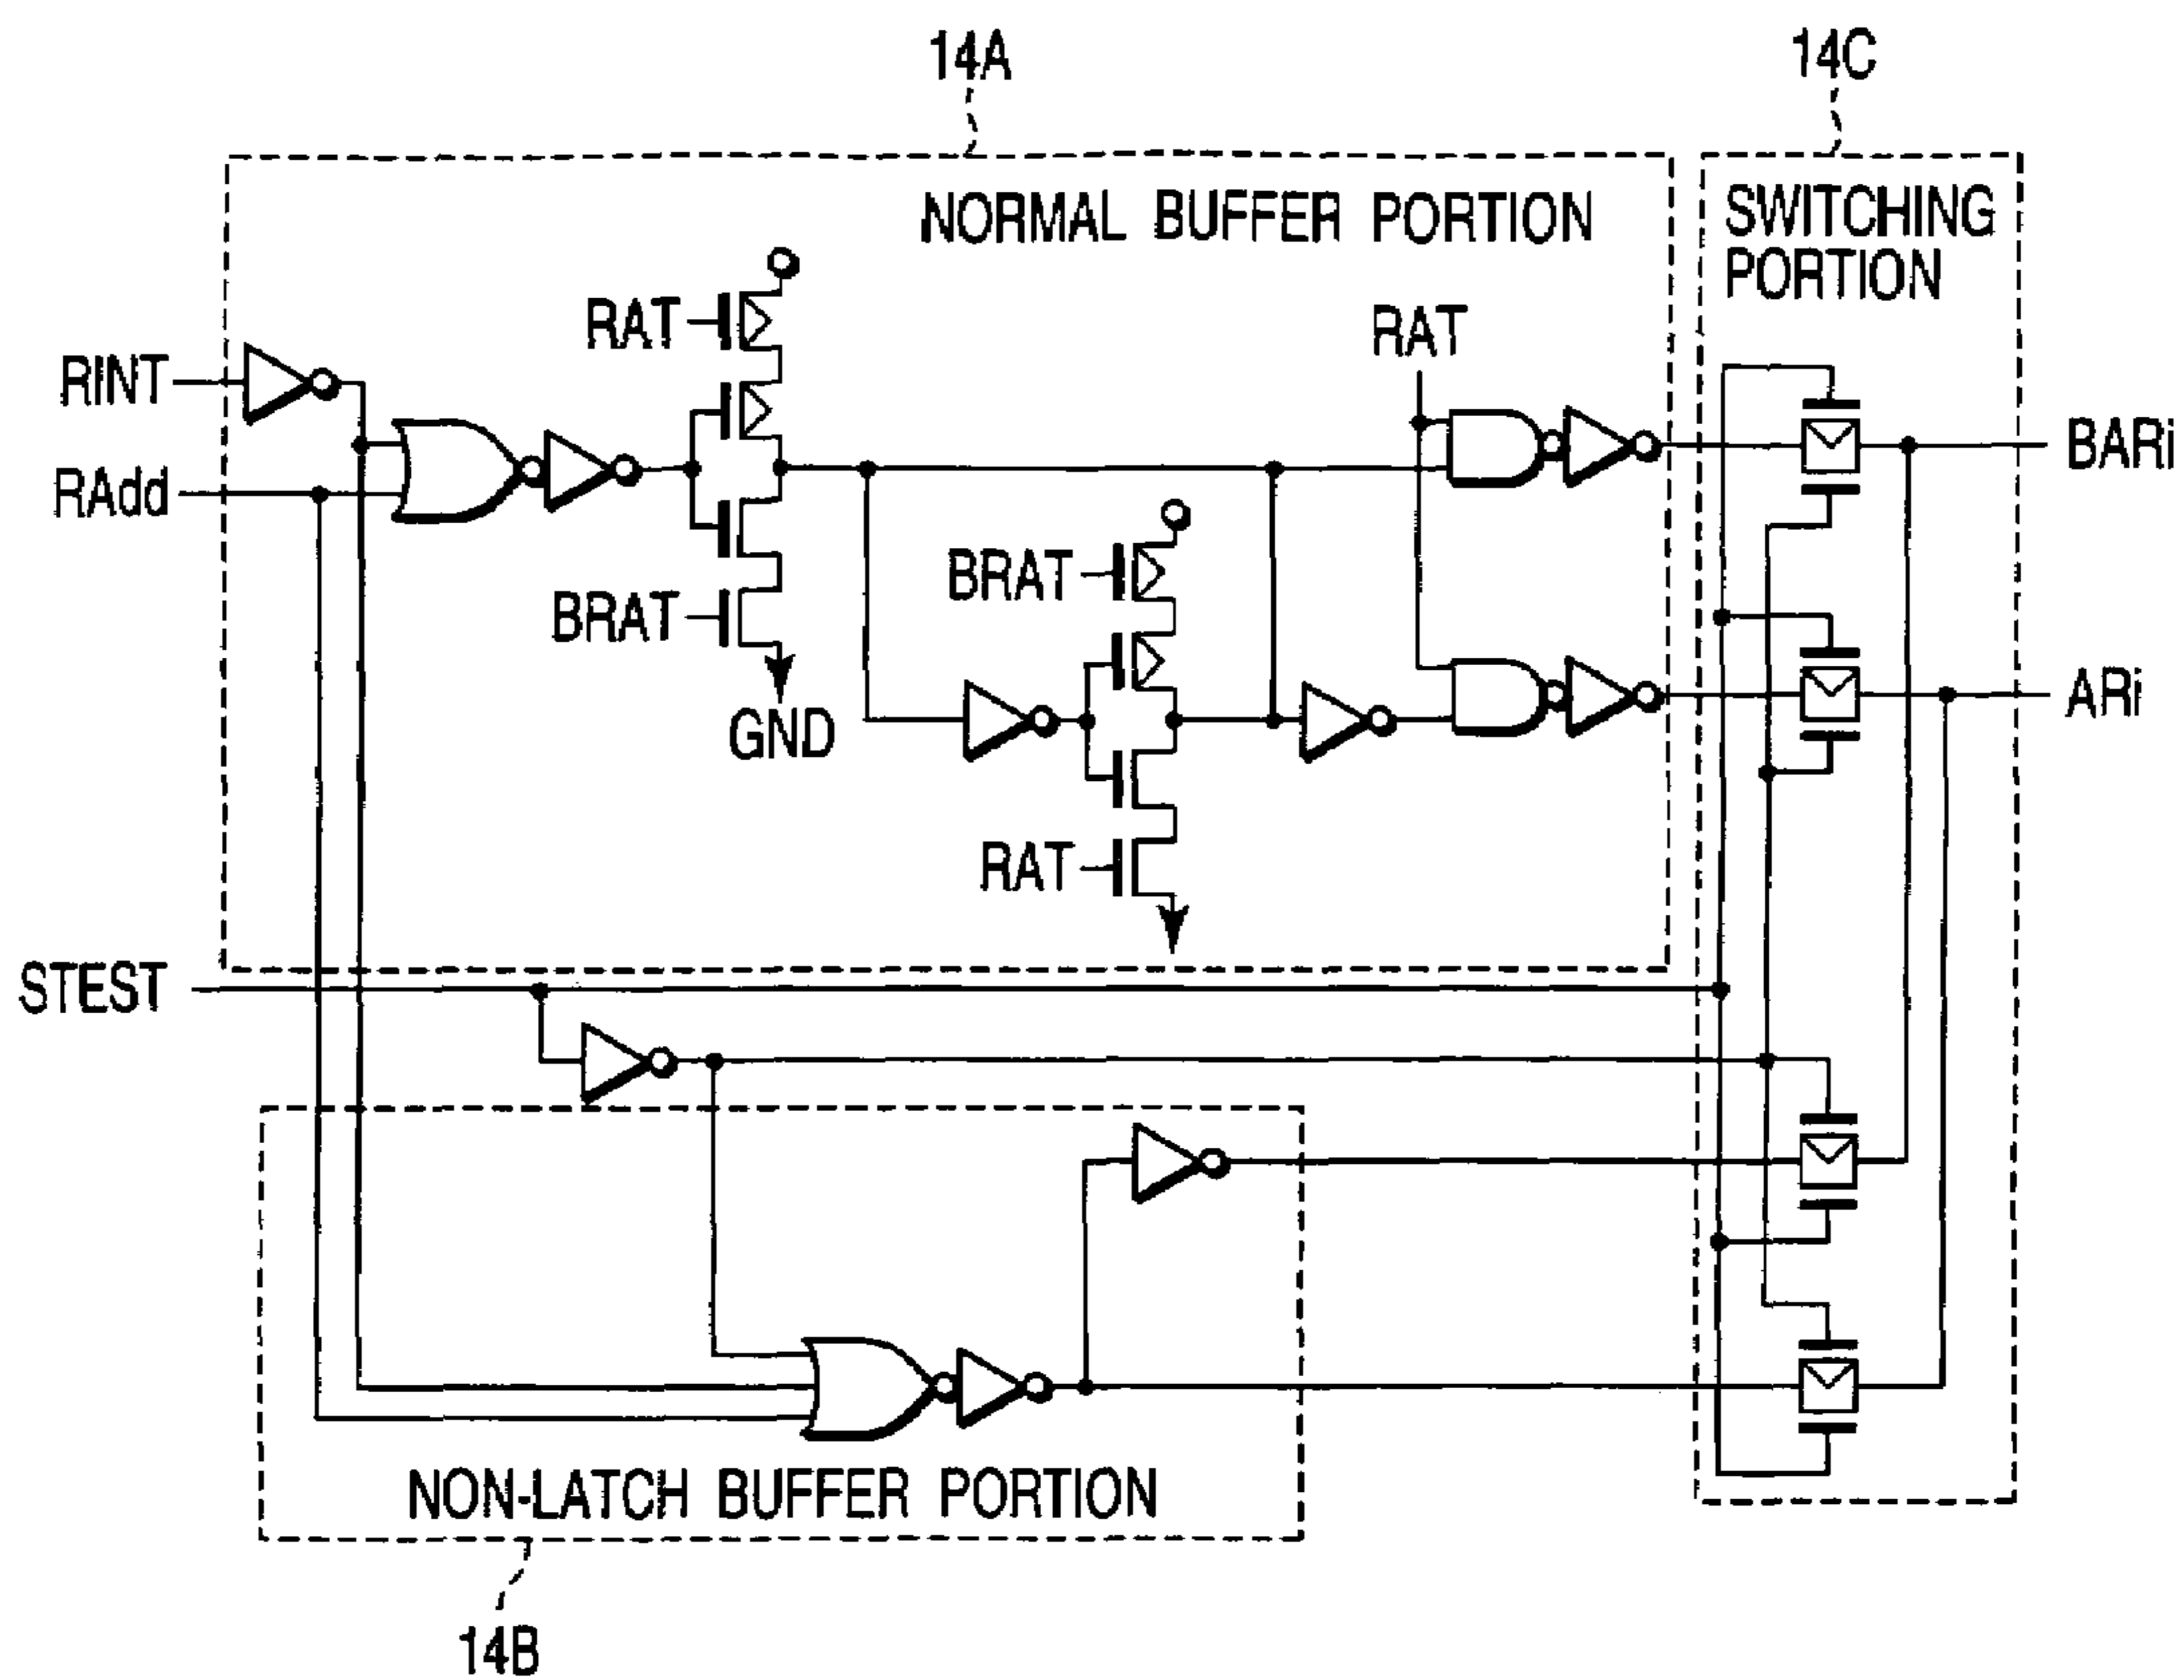 14A
14C
NORMAL BUFFER PORTION
SWITCHING
PORTION
RAT
RAT
RINT
BARi
RAdd
BRAT
BRAT
ARi
GND
RAT
STEST
NON-LATCH BUFFER PORTION
14B